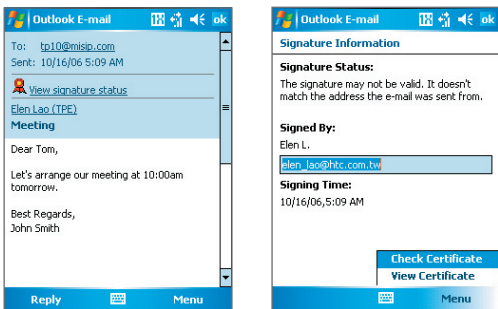 Outlook E-mail
ok
To: tp10@misip.com
Sent: 10/16/06 5:09 AM
View signature status
Elen Lao (TPE)
Meeting
Dear Tom,
Let's arrange our meeting at 10:00am
tomorrow.
Best Regards,
John Smith
Reply
Menu
Outlook E-mail
ok
Signature Information
Signature Status:
The signature may not be valid. It doesn't
match the address the e-mail was sent from.
Signed By:
Elen L.
elen_lao@htc.com.tw
Signing Time:
10/16/06,5:09 AM
Check Certificate
View Certificate
Menu